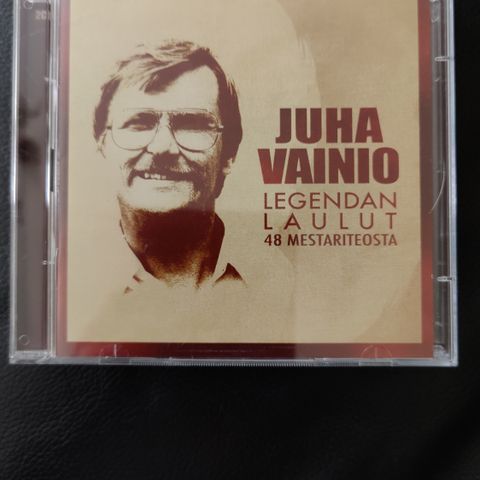 JUHA
VAINIO
LEGENDAN
LAULUT
48 MESTARITEOSTA